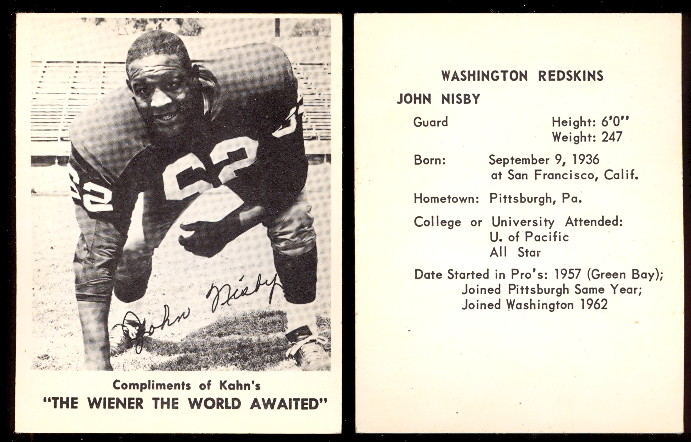 62
62
John Nisby
Compliments of Kahn's
"THE WIENER THE WORLD AWAITED"
WASHINGTON REDSKINS
JOHN NISBY
Guard Height: 6'0"
Weight: 247
Born: September 9, 1936
at San Francisco, Calif.
Hometown: Pittsburgh, Pa.
College or University Attended:
U. of Pacific
All Star
Date Started in Pro's: 1957 (Green Bay);
Joined Pittsburgh Same Year;
Joined Washington 1962